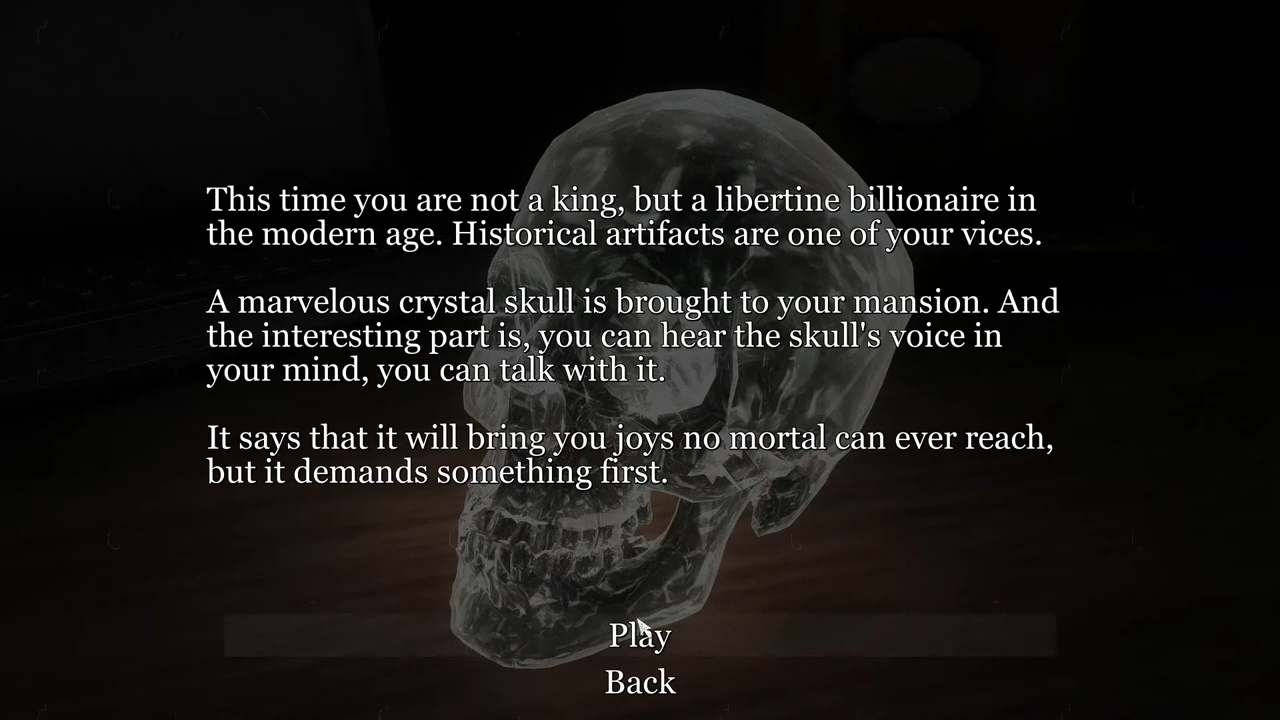 This time you are not a king, but a libertine billionaire in
the modern age. Historical artifacts are one of your vices.
A marvelous crystal skull is brought to your mansion. And
the interesting part is, you can hear the skull's voice in
your mind, you can talk with it.
It says that it will bring you joys no mortal can ever reach,
but it demands something first.
Play
Back